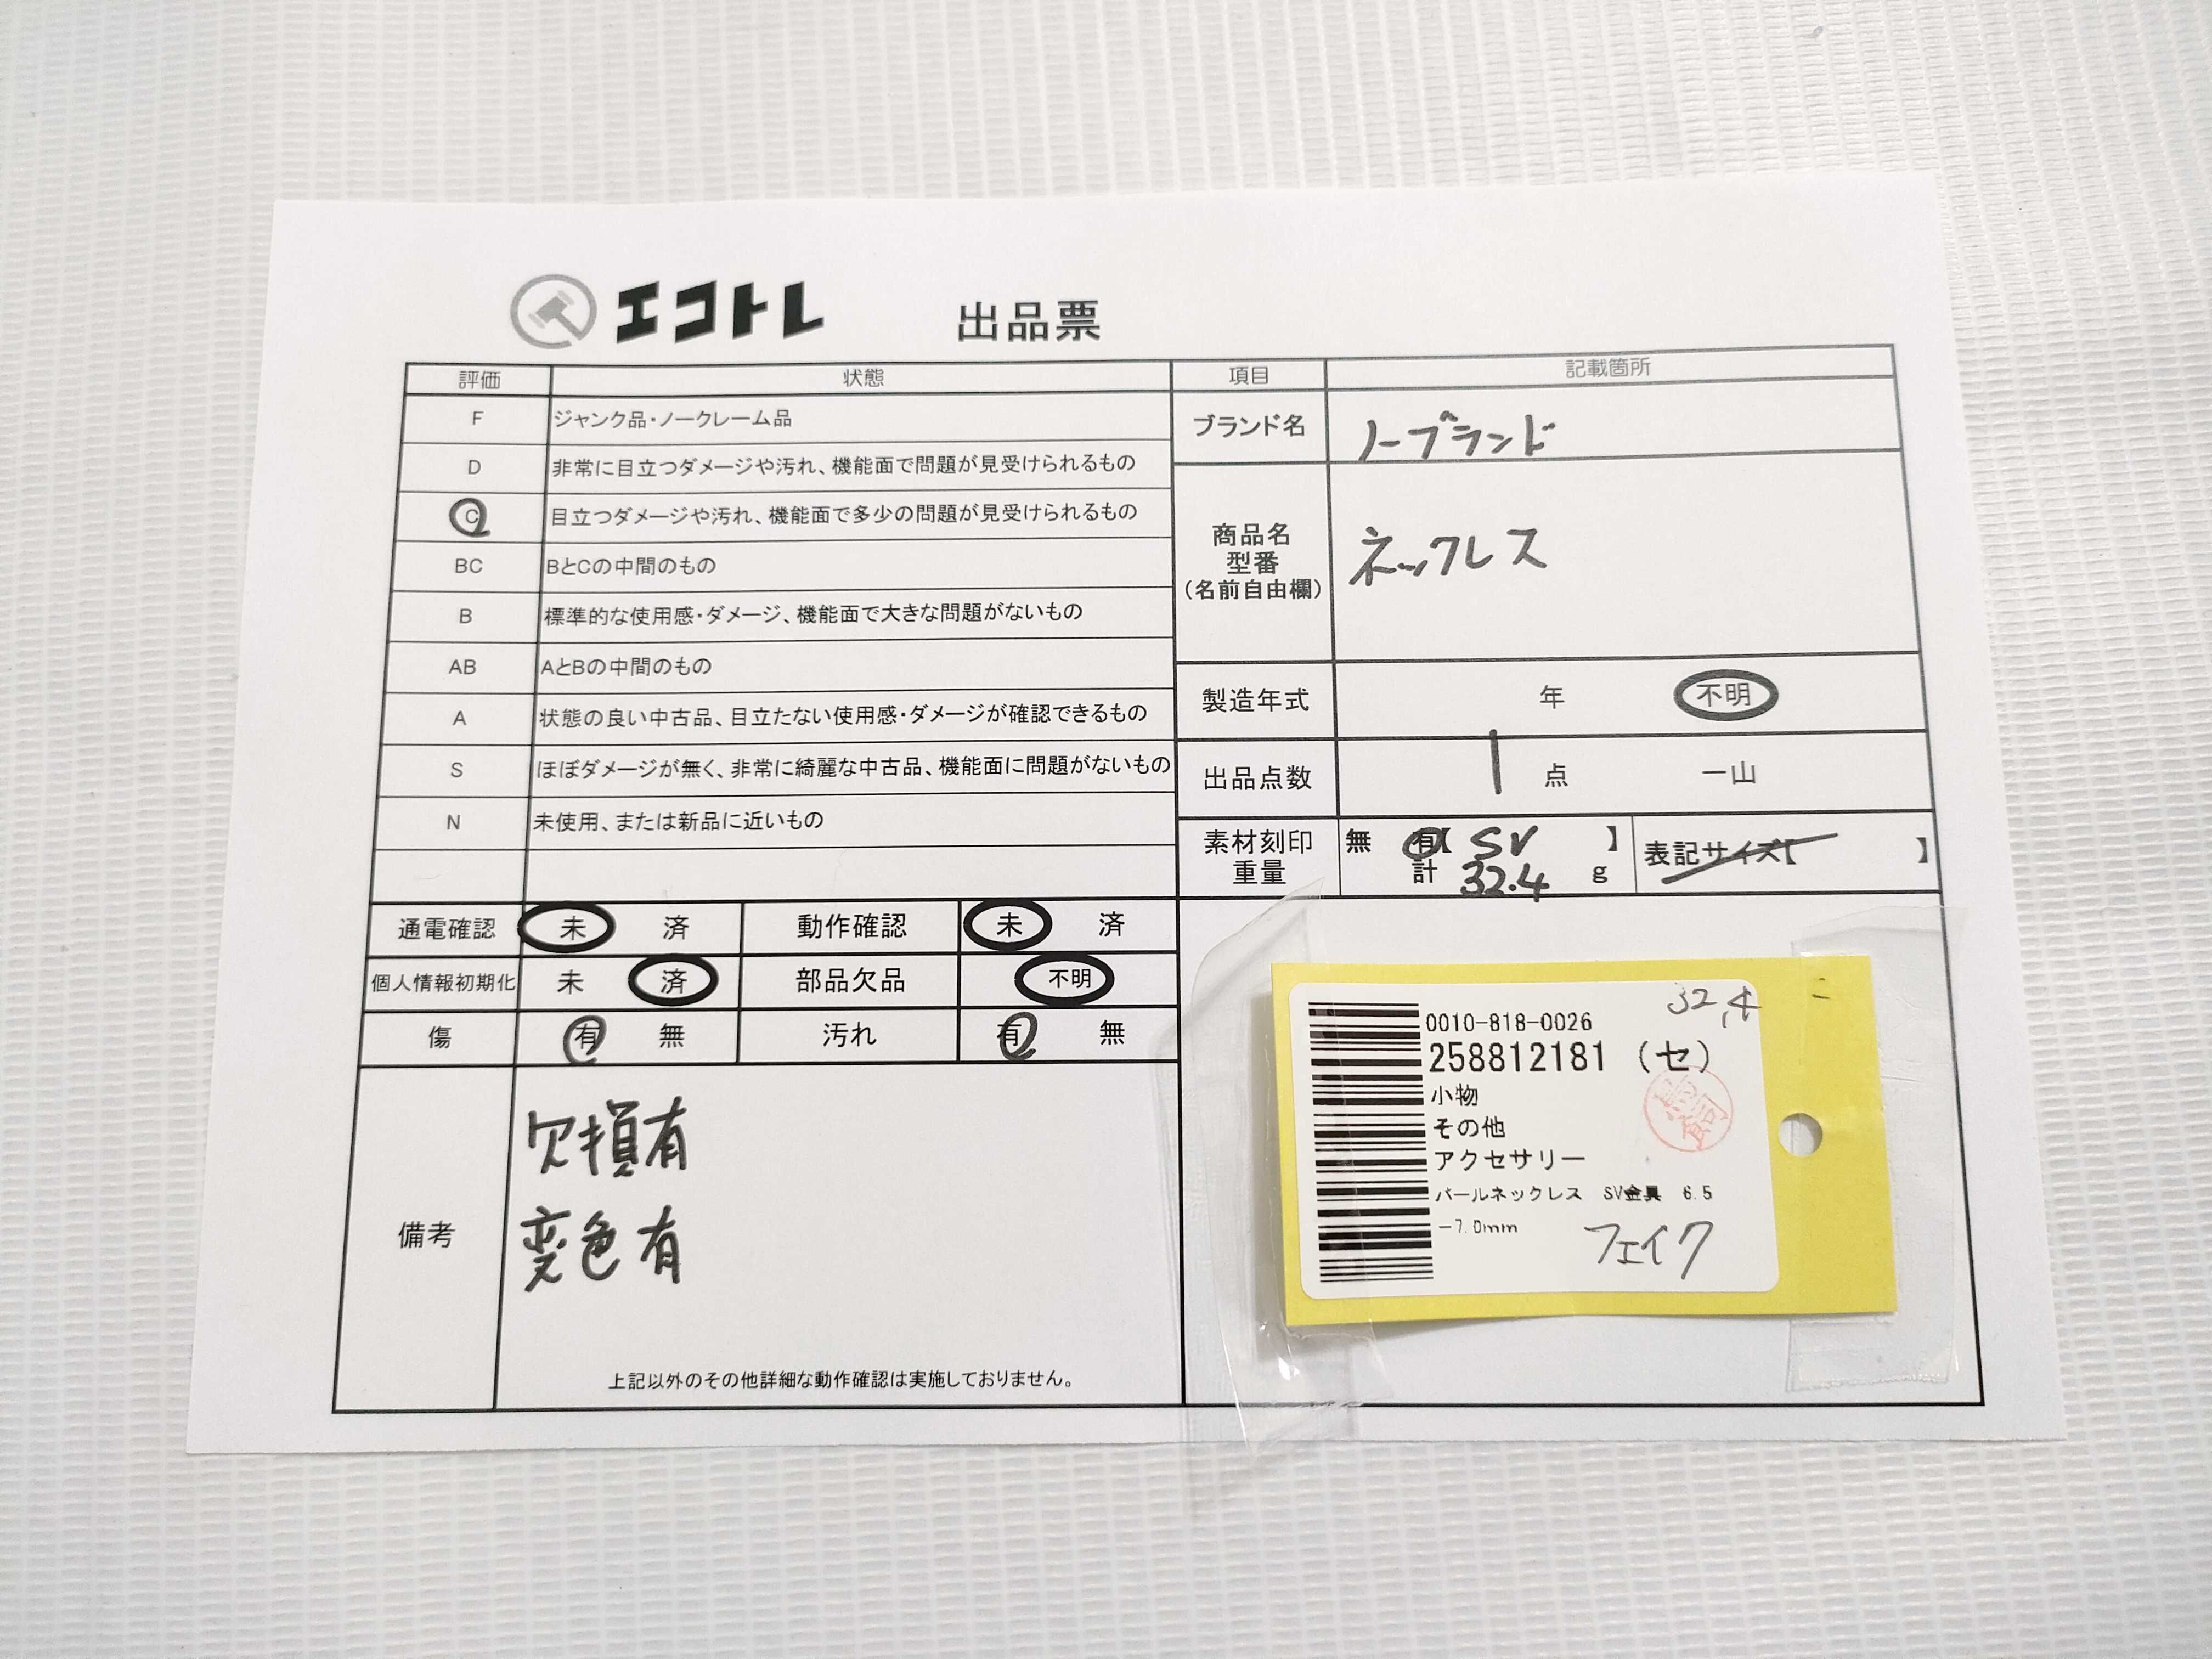 エコトレ 出品票
評価 状態 項目 記載箇所
F ジャンク品・ノークレーム品
D 非常に目立つダメージや汚れ、機能面で問題が見受けられるもの
C 目立つダメージや汚れ、機能面で多少の問題が見受けられるもの
BC BとCの中間のもの
B 標準的な使用感・ダメージ、機能面で大きな問題がないもの
AB AとBの中間のもの
A 状態の良い中古品、目立たない使用感・ダメージが確認できるもの
S ほぼダメージが無く、非常に綺麗な中古品、機能面に問題がないもの
N 未使用、または新品に近いもの
ブランド名 ノーブランド
商品名
型番
(名前自由欄)
ネックレス
製造年式 年 不明
出品点数 1 点 一山
素材刻印 無 有【 SV 】 表記サイズ【 】
重量 計 32.4 g
通電確認 未 済 動作確認 未 済
個人情報初期化 未 済 部品欠品 不明
傷 有 無 汚れ 有 無
備考
欠損有
変色有
上記以外のその他詳細な動作確認は実施しておりません。
32.4
0010-818-0026
258812181 (セ)
小物
その他
アクセサリー
パールネックレス SV金具 6.5
-7.0mm
フェイク